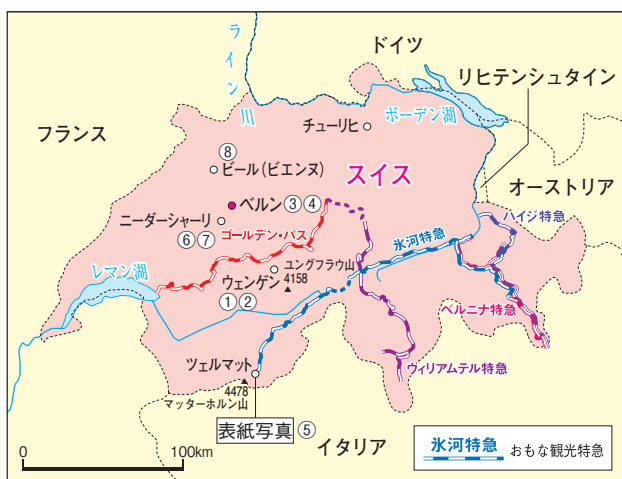 ドイツ
リヒテンシュタイン
ライン川
ボーデン湖
チューリヒ
フランス
⑧
ビール(ビエンヌ)
スイス
オーストリア
ベルン③④
ハイジ特急
ニーダーシャーリ
⑥⑦
ゴールデン・パス
氷河特急
レマン湖
ユングフラウ山
4158
ウェンゲン
①②
ベルニナ特急
ツェルマット
ヴィリアムテル特急
4478
マッターホルン山
表紙写真⑤
イタリア
0 100km
氷河特急 おもな観光特急